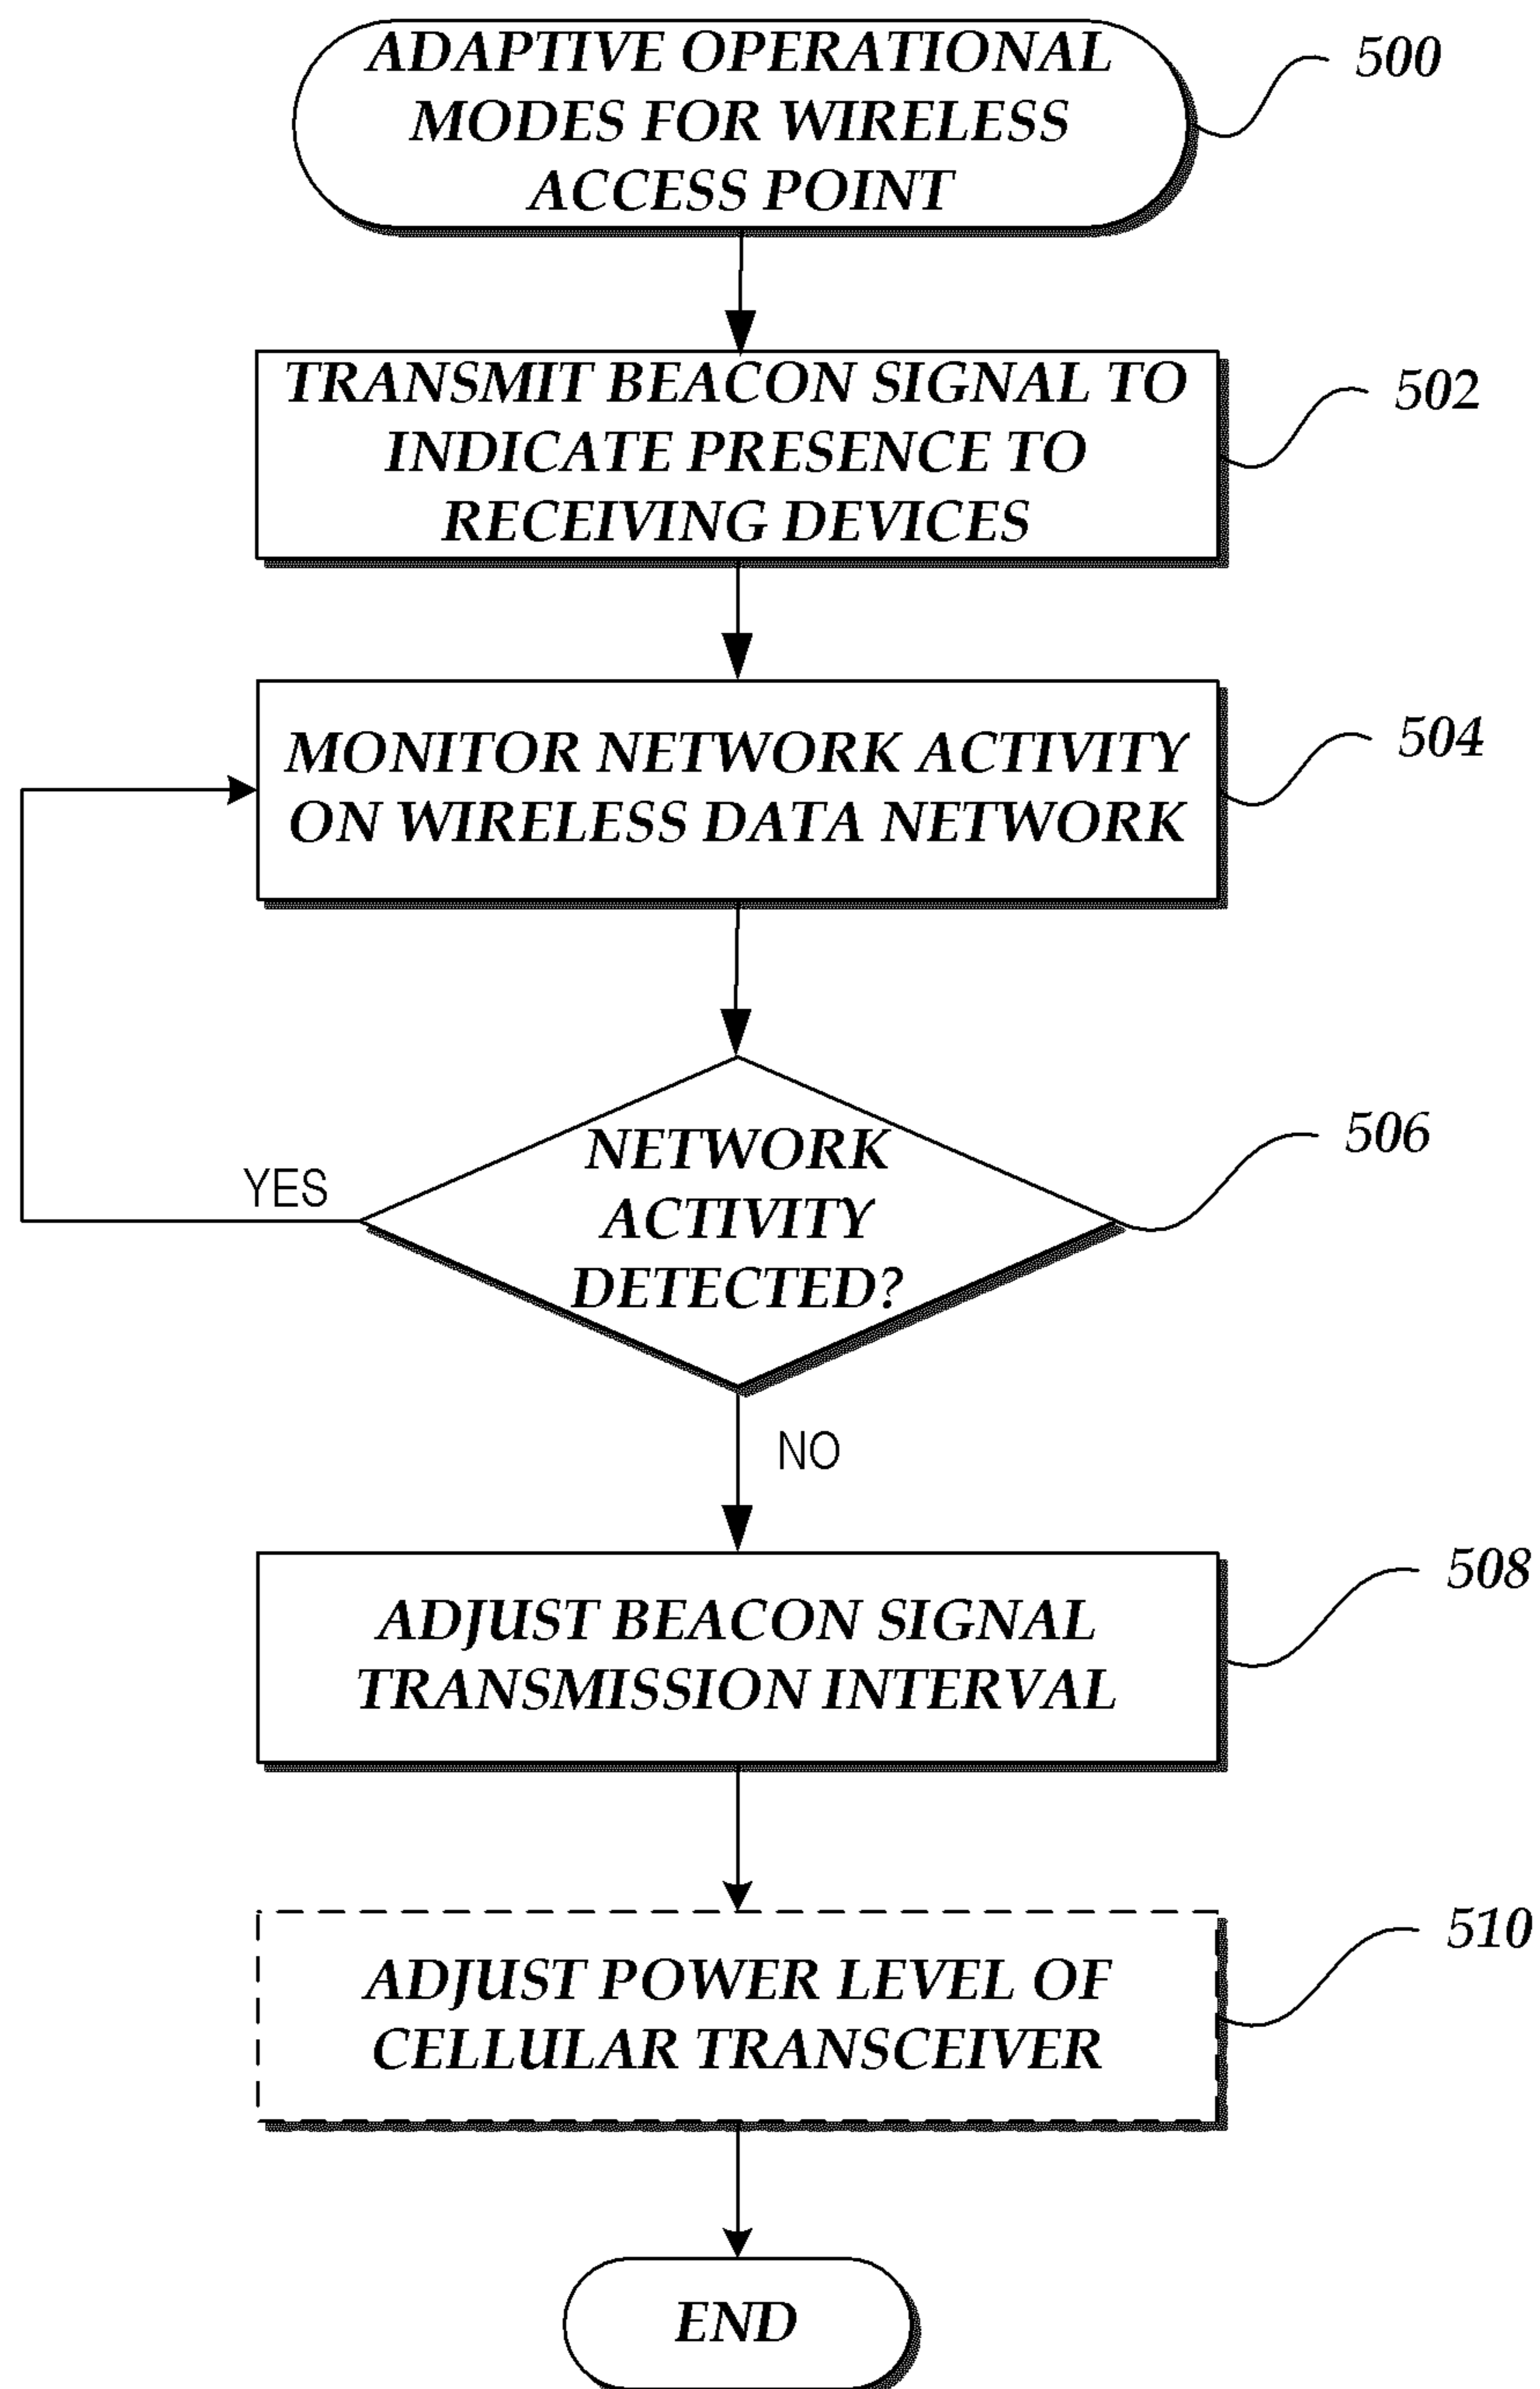 ADAPTIVE OPERATIONAL
MODES FOR WIRELESS
ACCESS POINT
500
TRANSMIT BEACON SIGNAL TO
INDICATE PRESENCE TO
RECEIVING DEVICES
502
MONITOR NETWORK ACTIVITY
ON WIRELESS DATA NETWORK
504
NETWORK
ACTIVITY
DETECTED?
506
YES
NO
ADJUST BEACON SIGNAL
TRANSMISSION INTERVAL
508
ADJUST POWER LEVEL OF
CELLULAR TRANSCEIVER
510
END